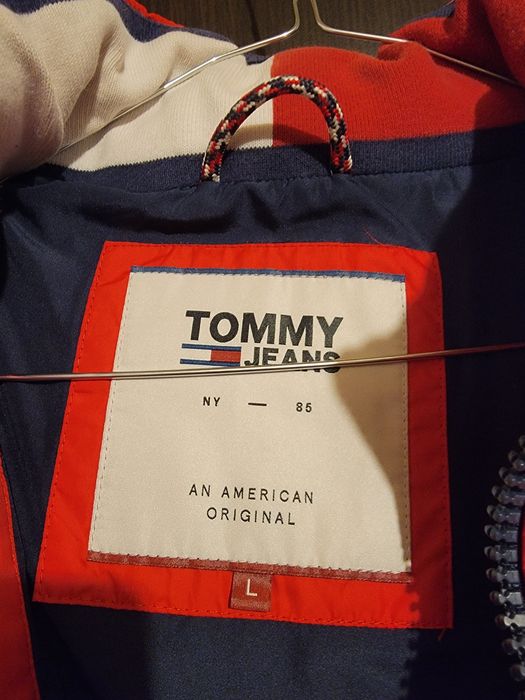 TOMMY
JEANS
NY — 85
AN AMERICAN
ORIGINAL
L